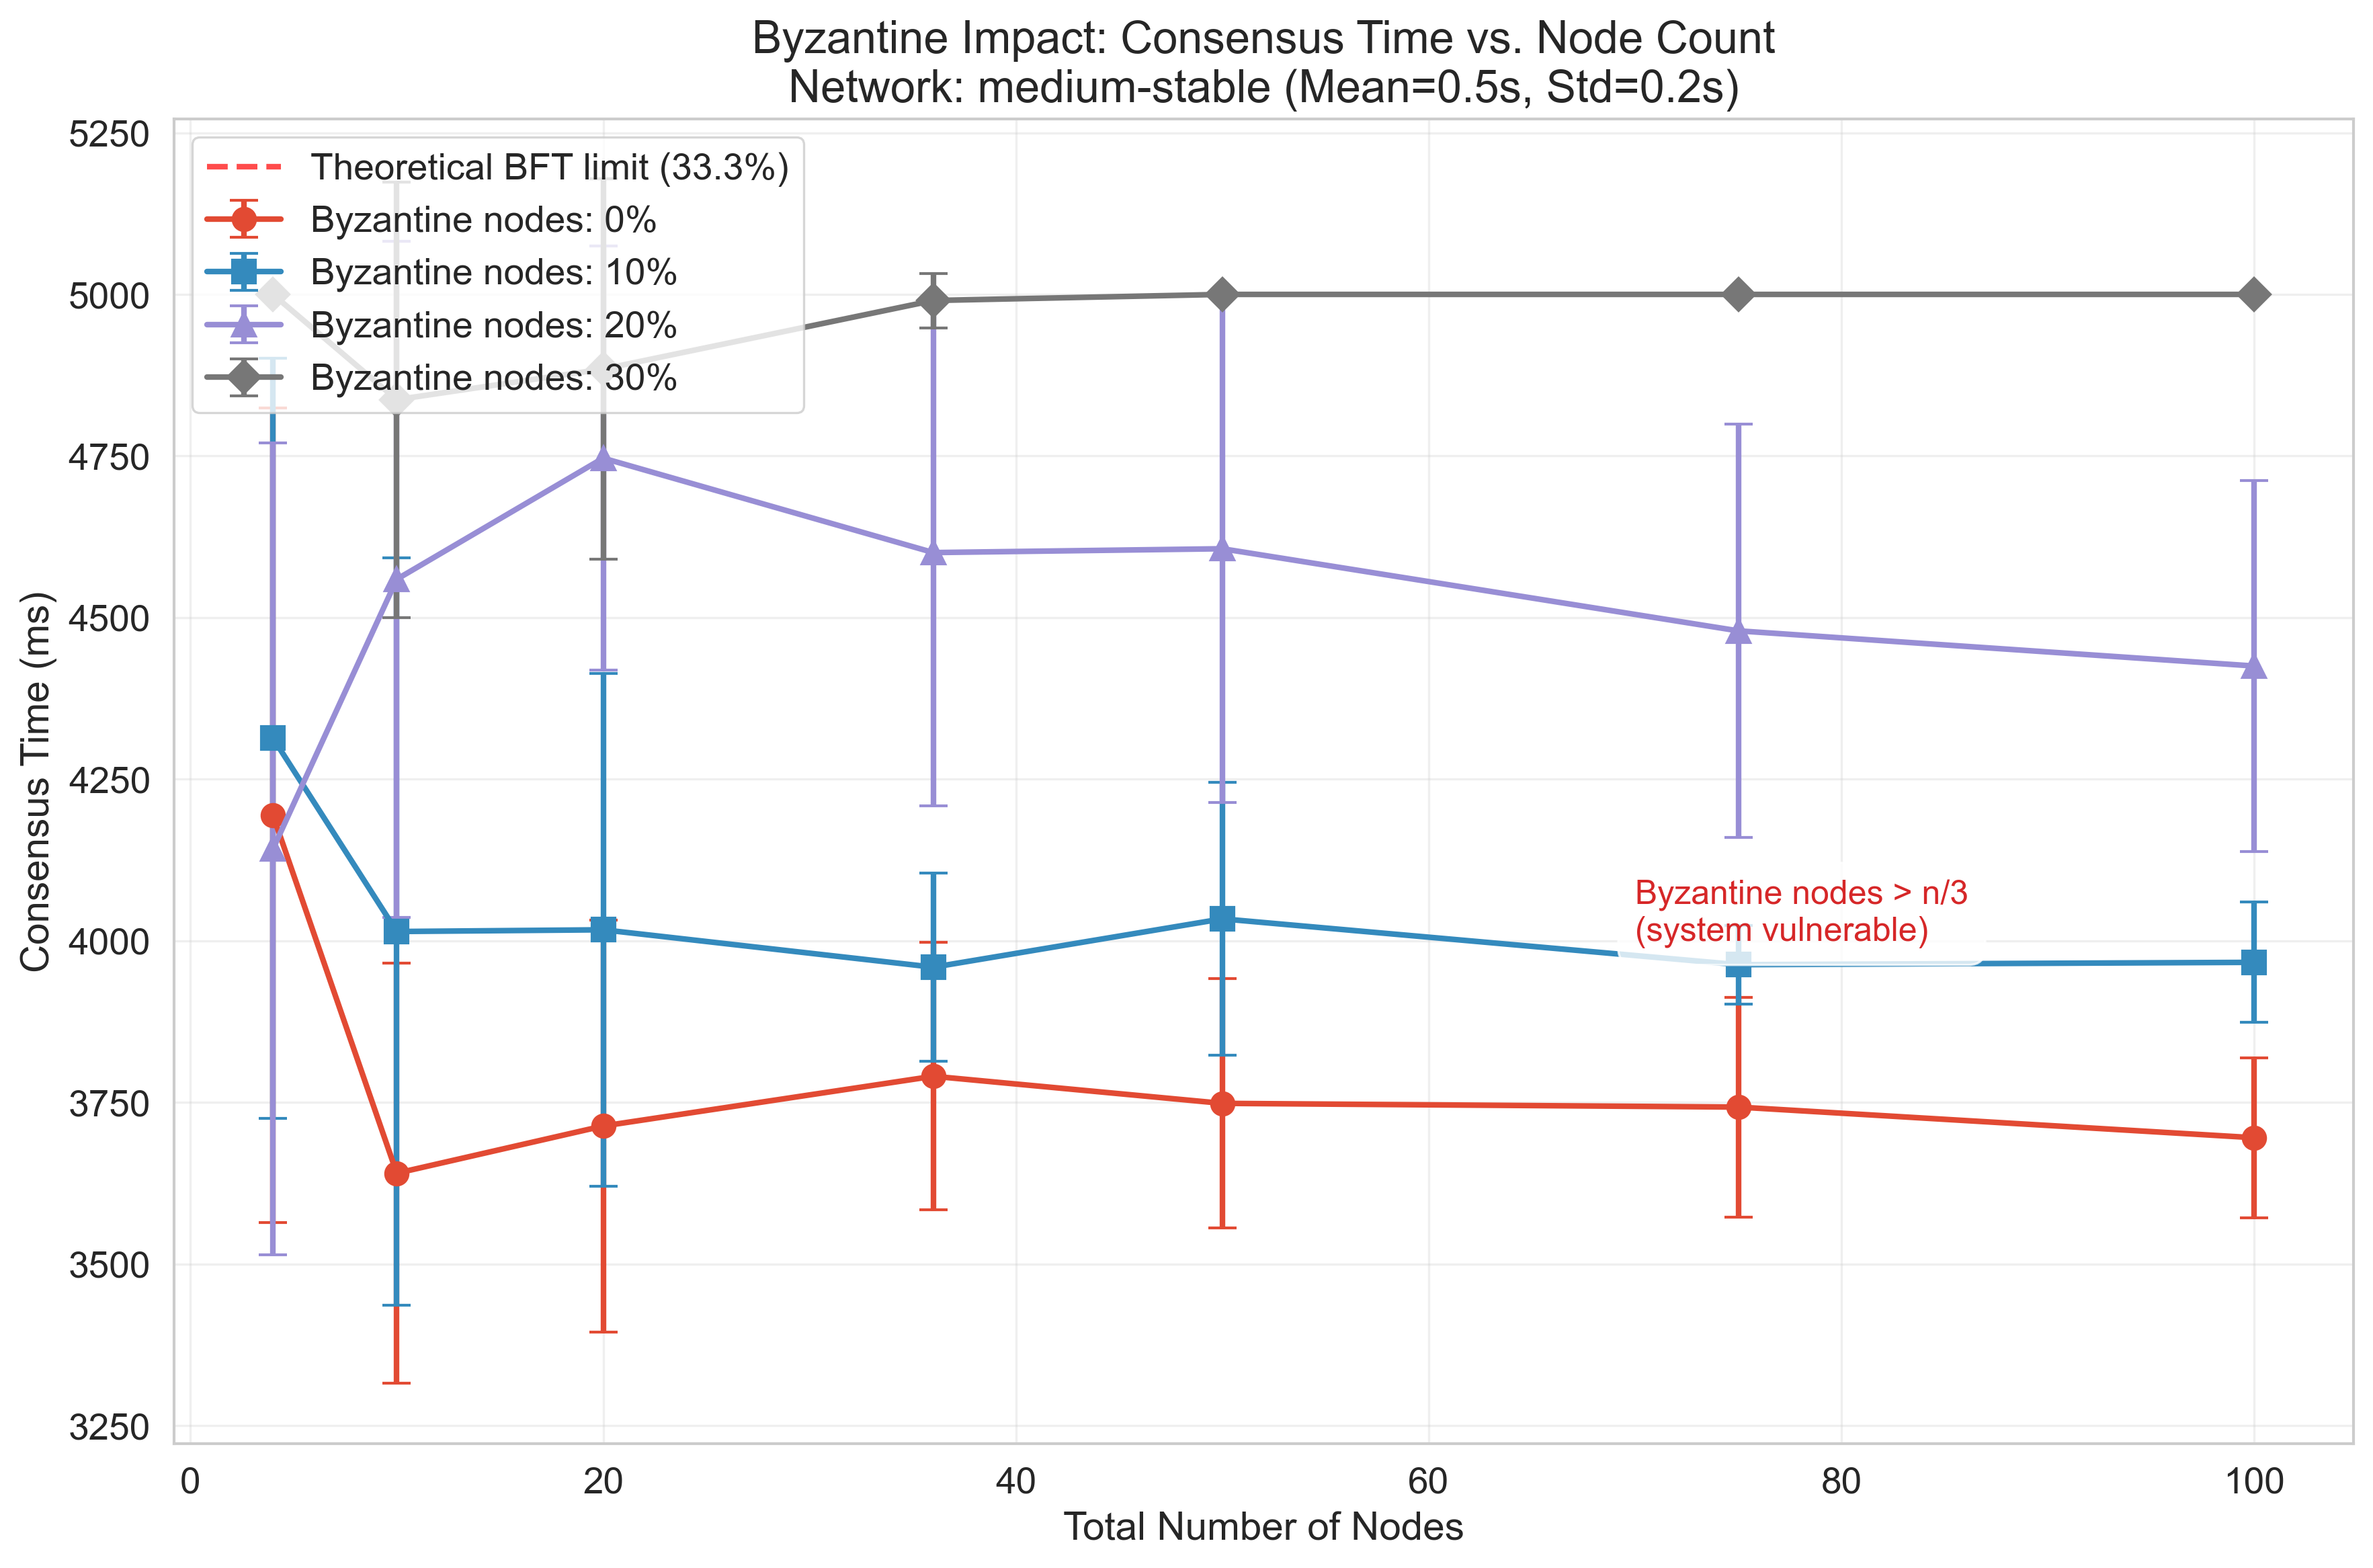 Byzantine Impact: Consensus Time vs. Node Count
Network: medium-stable (Mean=0.5s, Std=0.2s)
5250
5000
4750
4500
4250
4000
3750
3500
3250
Consensus Time (ms)
Theoretical BFT limit (33.3%)
Byzantine nodes: 0%
Byzantine nodes: 10%
Byzantine nodes: 20%
Byzantine nodes: 30%
Byzantine nodes > n/3
(system vulnerable)
0
20
40
60
80
100
Total Number of Nodes